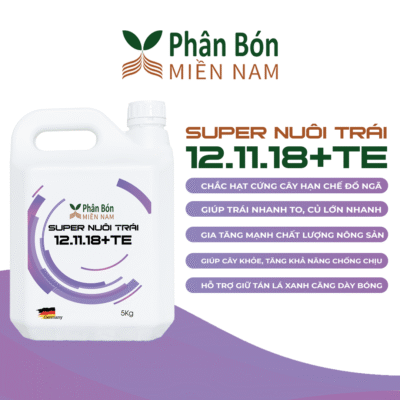 Phân Bón
MIỀN NAM
SUPER NUÔI TRÁI
12.11.18+TE
CHẮC HẠT CỨNG CÂY HẠN CHẾ ĐỔ NGÃ
GIÚP TRÁI NHANH TO, CỦ LỚN NHANH
GIA TĂNG MẠNH CHẤT LƯỢNG NÔNG SẢN
GIÚP CÂY KHỎE, TĂNG KHẢ NĂNG CHỐNG CHỊU
HỖ TRỢ GIỮ TÁN LÁ XANH CĂNG DÀY BÓNG
Phân Bón
MIỀN NAM
SUPER NUÔI TRÁI
12.11.18+TE
Germany
5Kg